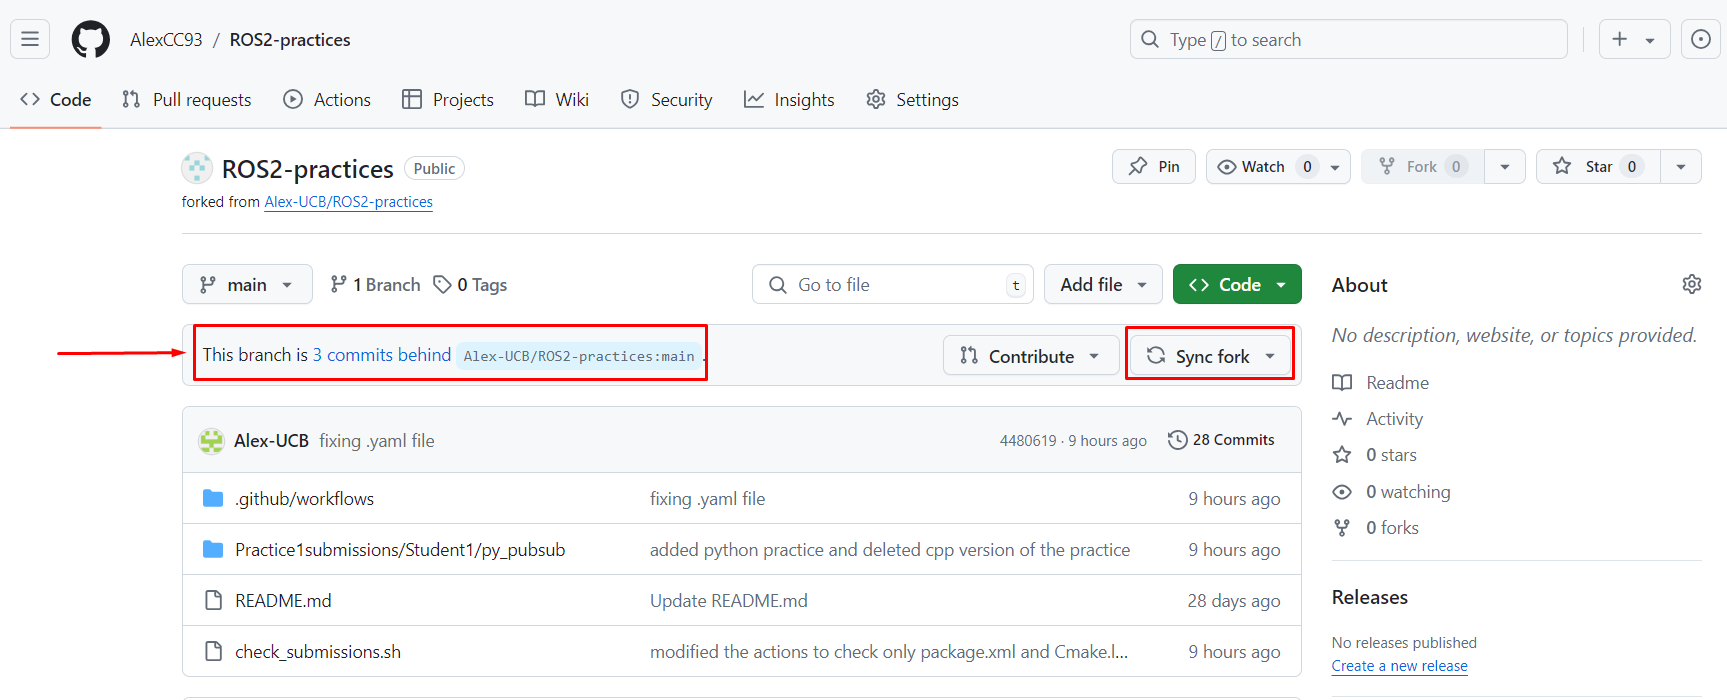 AlexCC93 / ROS2-practices
Type / to search
Code
Pull requests
Actions
Projects
Wiki
Security
Insights
Settings
ROS2-practices Public
Pin
Watch 0
Fork 0
Star 0
forked from Alex-UCB/ROS2-practices
main
1 Branch
0 Tags
Go to file t
Add file
Code
This branch is 3 commits behind Alex-UCB/ROS2-practices:main .
Contribute
Sync fork
Alex-UCB fixing .yaml file 4480619 · 9 hours ago 28 Commits
.github/workflows fixing .yaml file 9 hours ago
Practice1submissions/Student1/py_pubsub added python practice and deleted cpp version of the practice 9 hours ago
README.md Update README.md 28 days ago
check_submissions.sh modified the actions to check only package.xml and Cmake.l... 9 hours ago
About
No description, website, or topics provided.
Readme
Activity
0 stars
0 watching
0 forks
Releases
No releases published
Create a new release